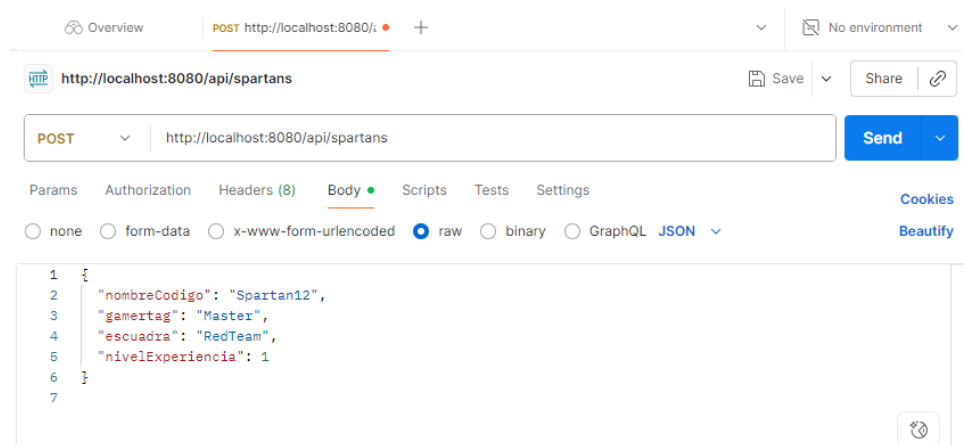 Overview POST http://localhost:8080/a No environment
HTTP http://localhost:8080/api/spartans Save Share
POST http://localhost:8080/api/spartans Send
Params Authorization Headers (8) Body Scripts Tests Settings Cookies
none form-data x-www-form-urlencoded raw binary GraphQL JSON Beautify
1 {
2 "nombreCodigo": "Spartan12",
3 "gamertag": "Master",
4 "escuadra": "RedTeam",
5 "nivelExperiencia": 1
6 }
7